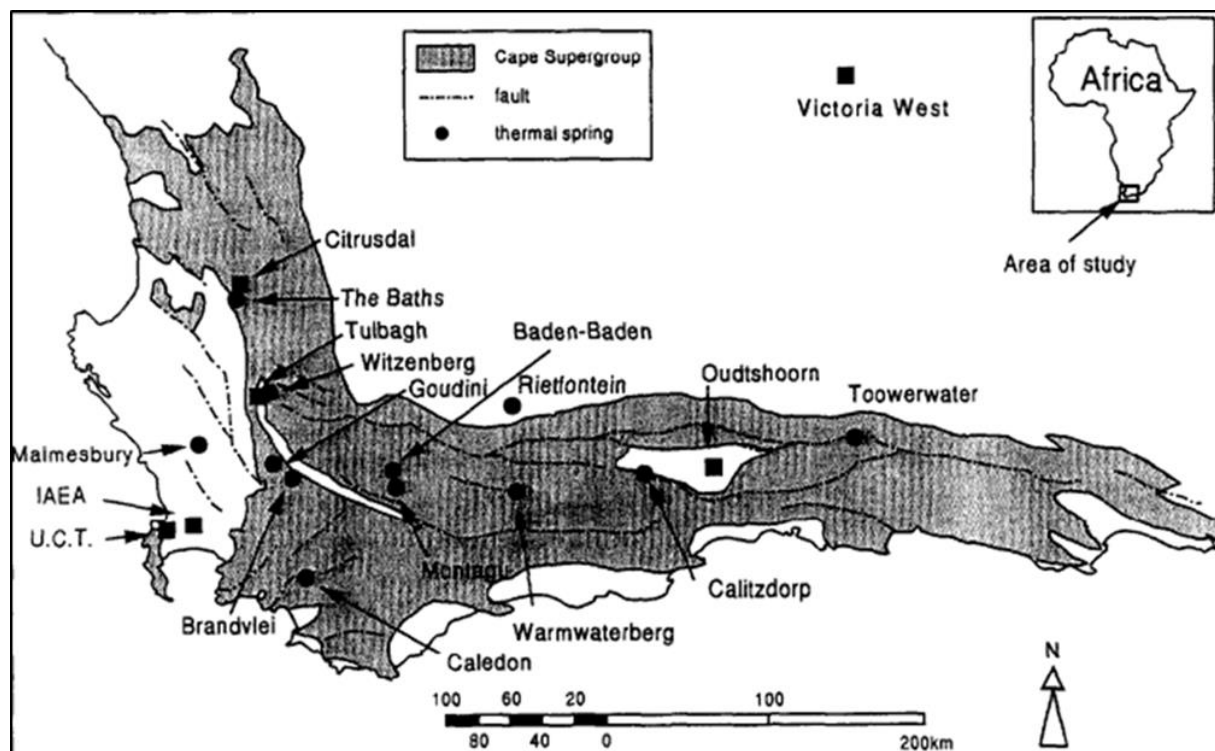 Cape Supergroup
fault
thermal spring
Victoria West
Africa
Area of study
Citrusdal
The Baths
Tulbagh
Witzenberg
Goudini
Baden-Baden
Rietfontein
Oudtshoorn
Toowerwater
Malmesbury
IAEA
U.C.T.
Brandvlei
Caledon
Montagu
Warmwaterberg
Calitzdorp
N
100 60 20 100
80 40 0 200km